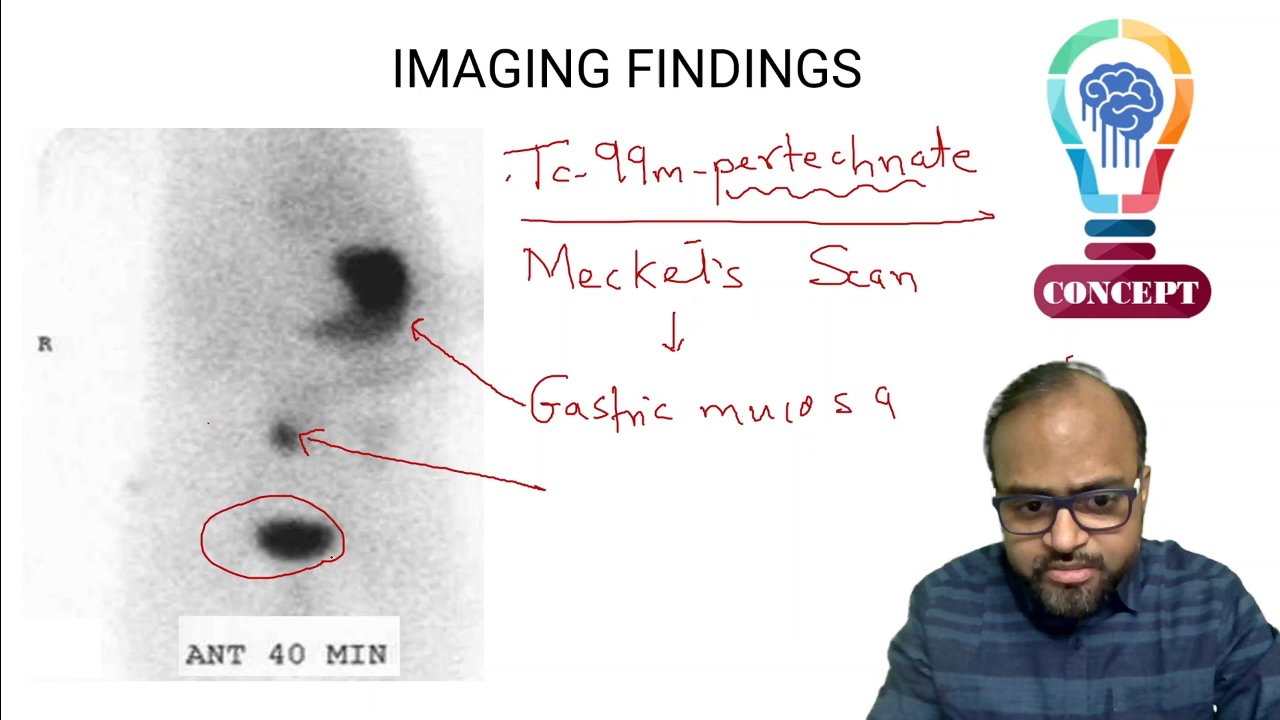 IMAGING FINDINGS
Tc-99m-pertechnate
Meckel's Scan
Gastric mucosa
CONCEPT
R
ANT 40 MIN